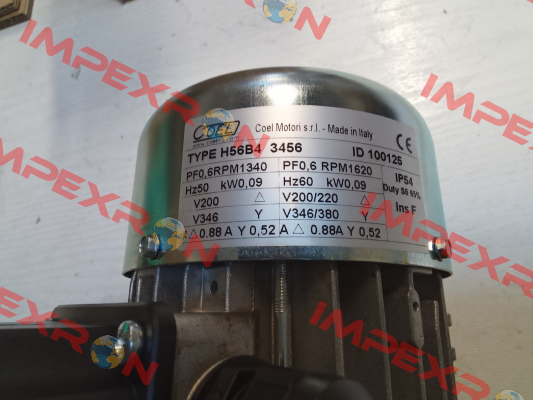 IMPEXRON
COEL Coel Motori s.r.l. - Made in Italy CE
TYPE H56B4 3456 ID 100125
PF0,6RPM1340 PF0,6 RPM1620 IP54
Hz50 kW0,09 Hz60 kW0,09 Duty S6 65%
V200 △ V200/220 △ Ins F
V346 Y V346/380 Y
A △ 0.88 A Y 0,52 A △ 0.88A Y 0,52
IMPEXRON
IMPEXRON
IMPEXRON